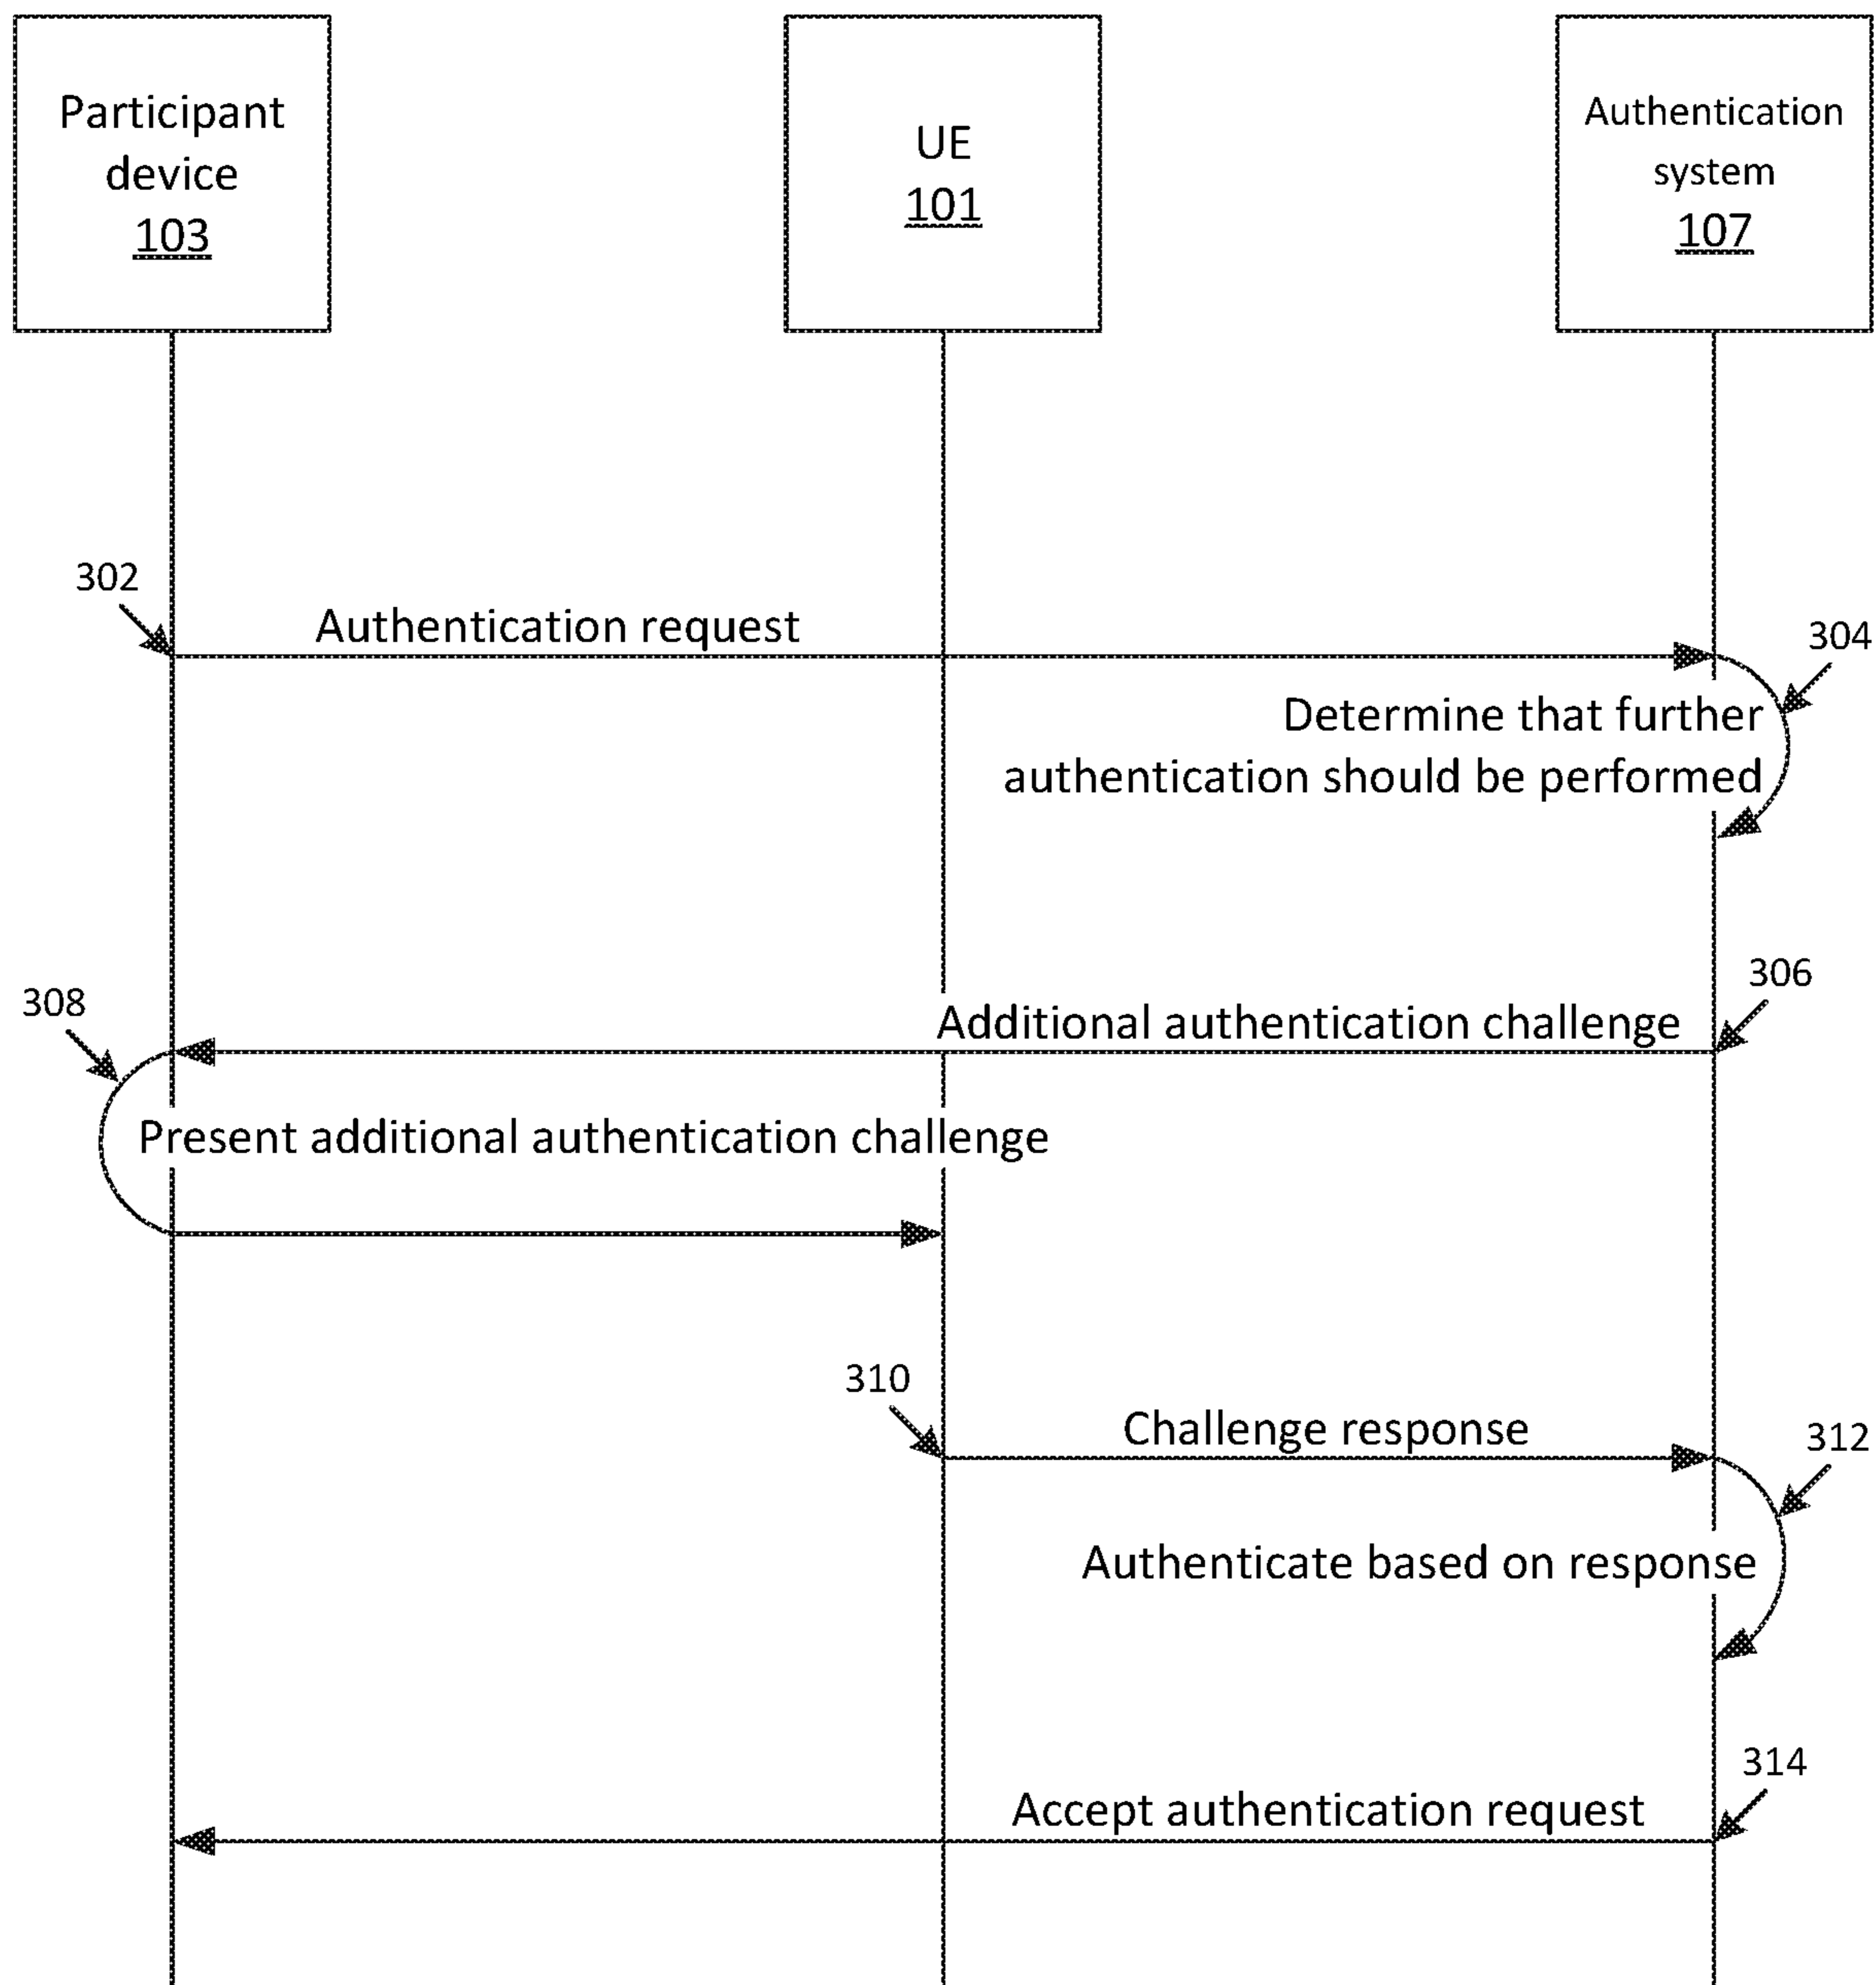 Participant
device
103
UE
101
Authentication
system
107
302
Authentication request
304
Determine that further
authentication should be performed
306
308
Additional authentication challenge
Present additional authentication challenge
310
Challenge response
312
Authenticate based on response
314
Accept authentication request